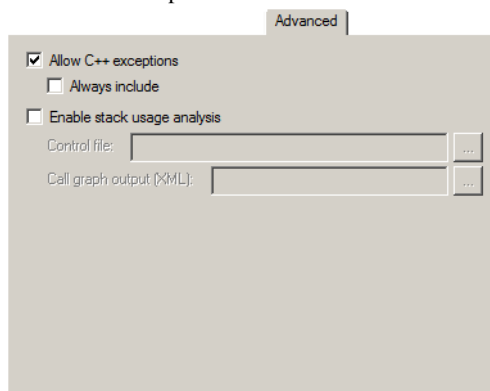 Advanced
Allow C++ exceptions
Always include
Enable stack usage analysis
Control file: ...
Call graph output (XML): ...